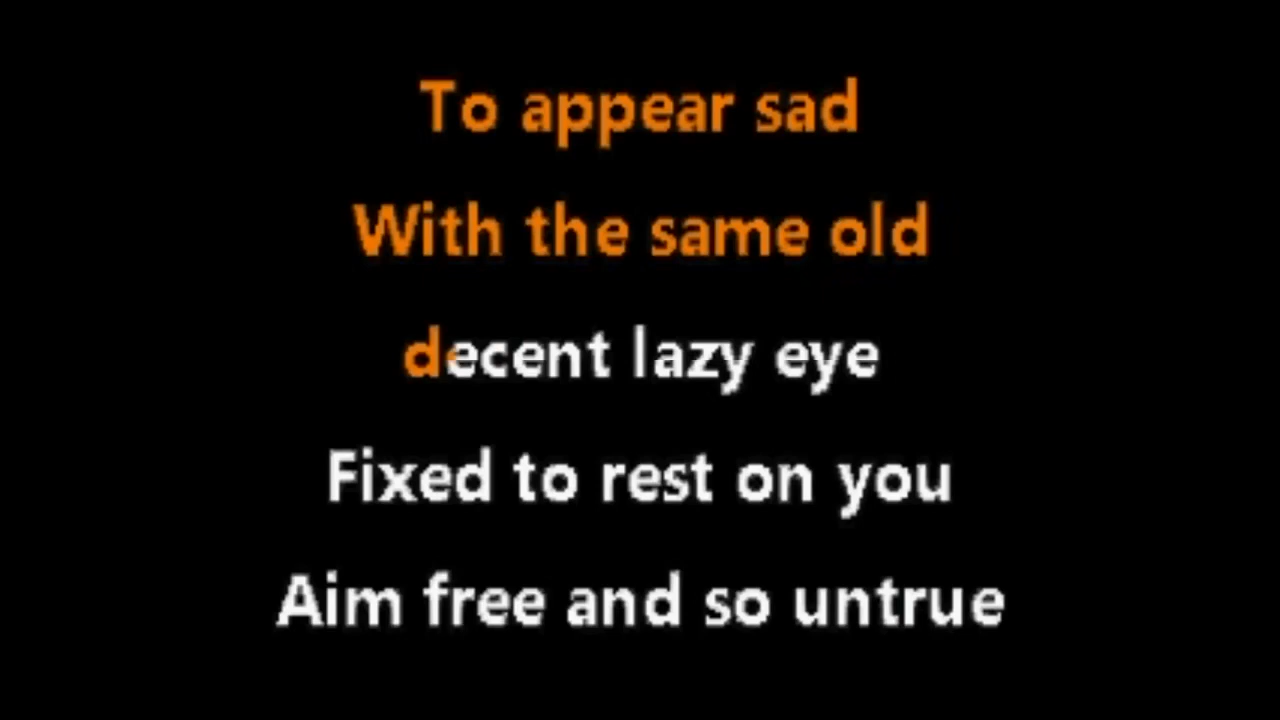 To appear sad
With the same old
decent lazy eye
Fixed to rest on you
Aim free and so untrue